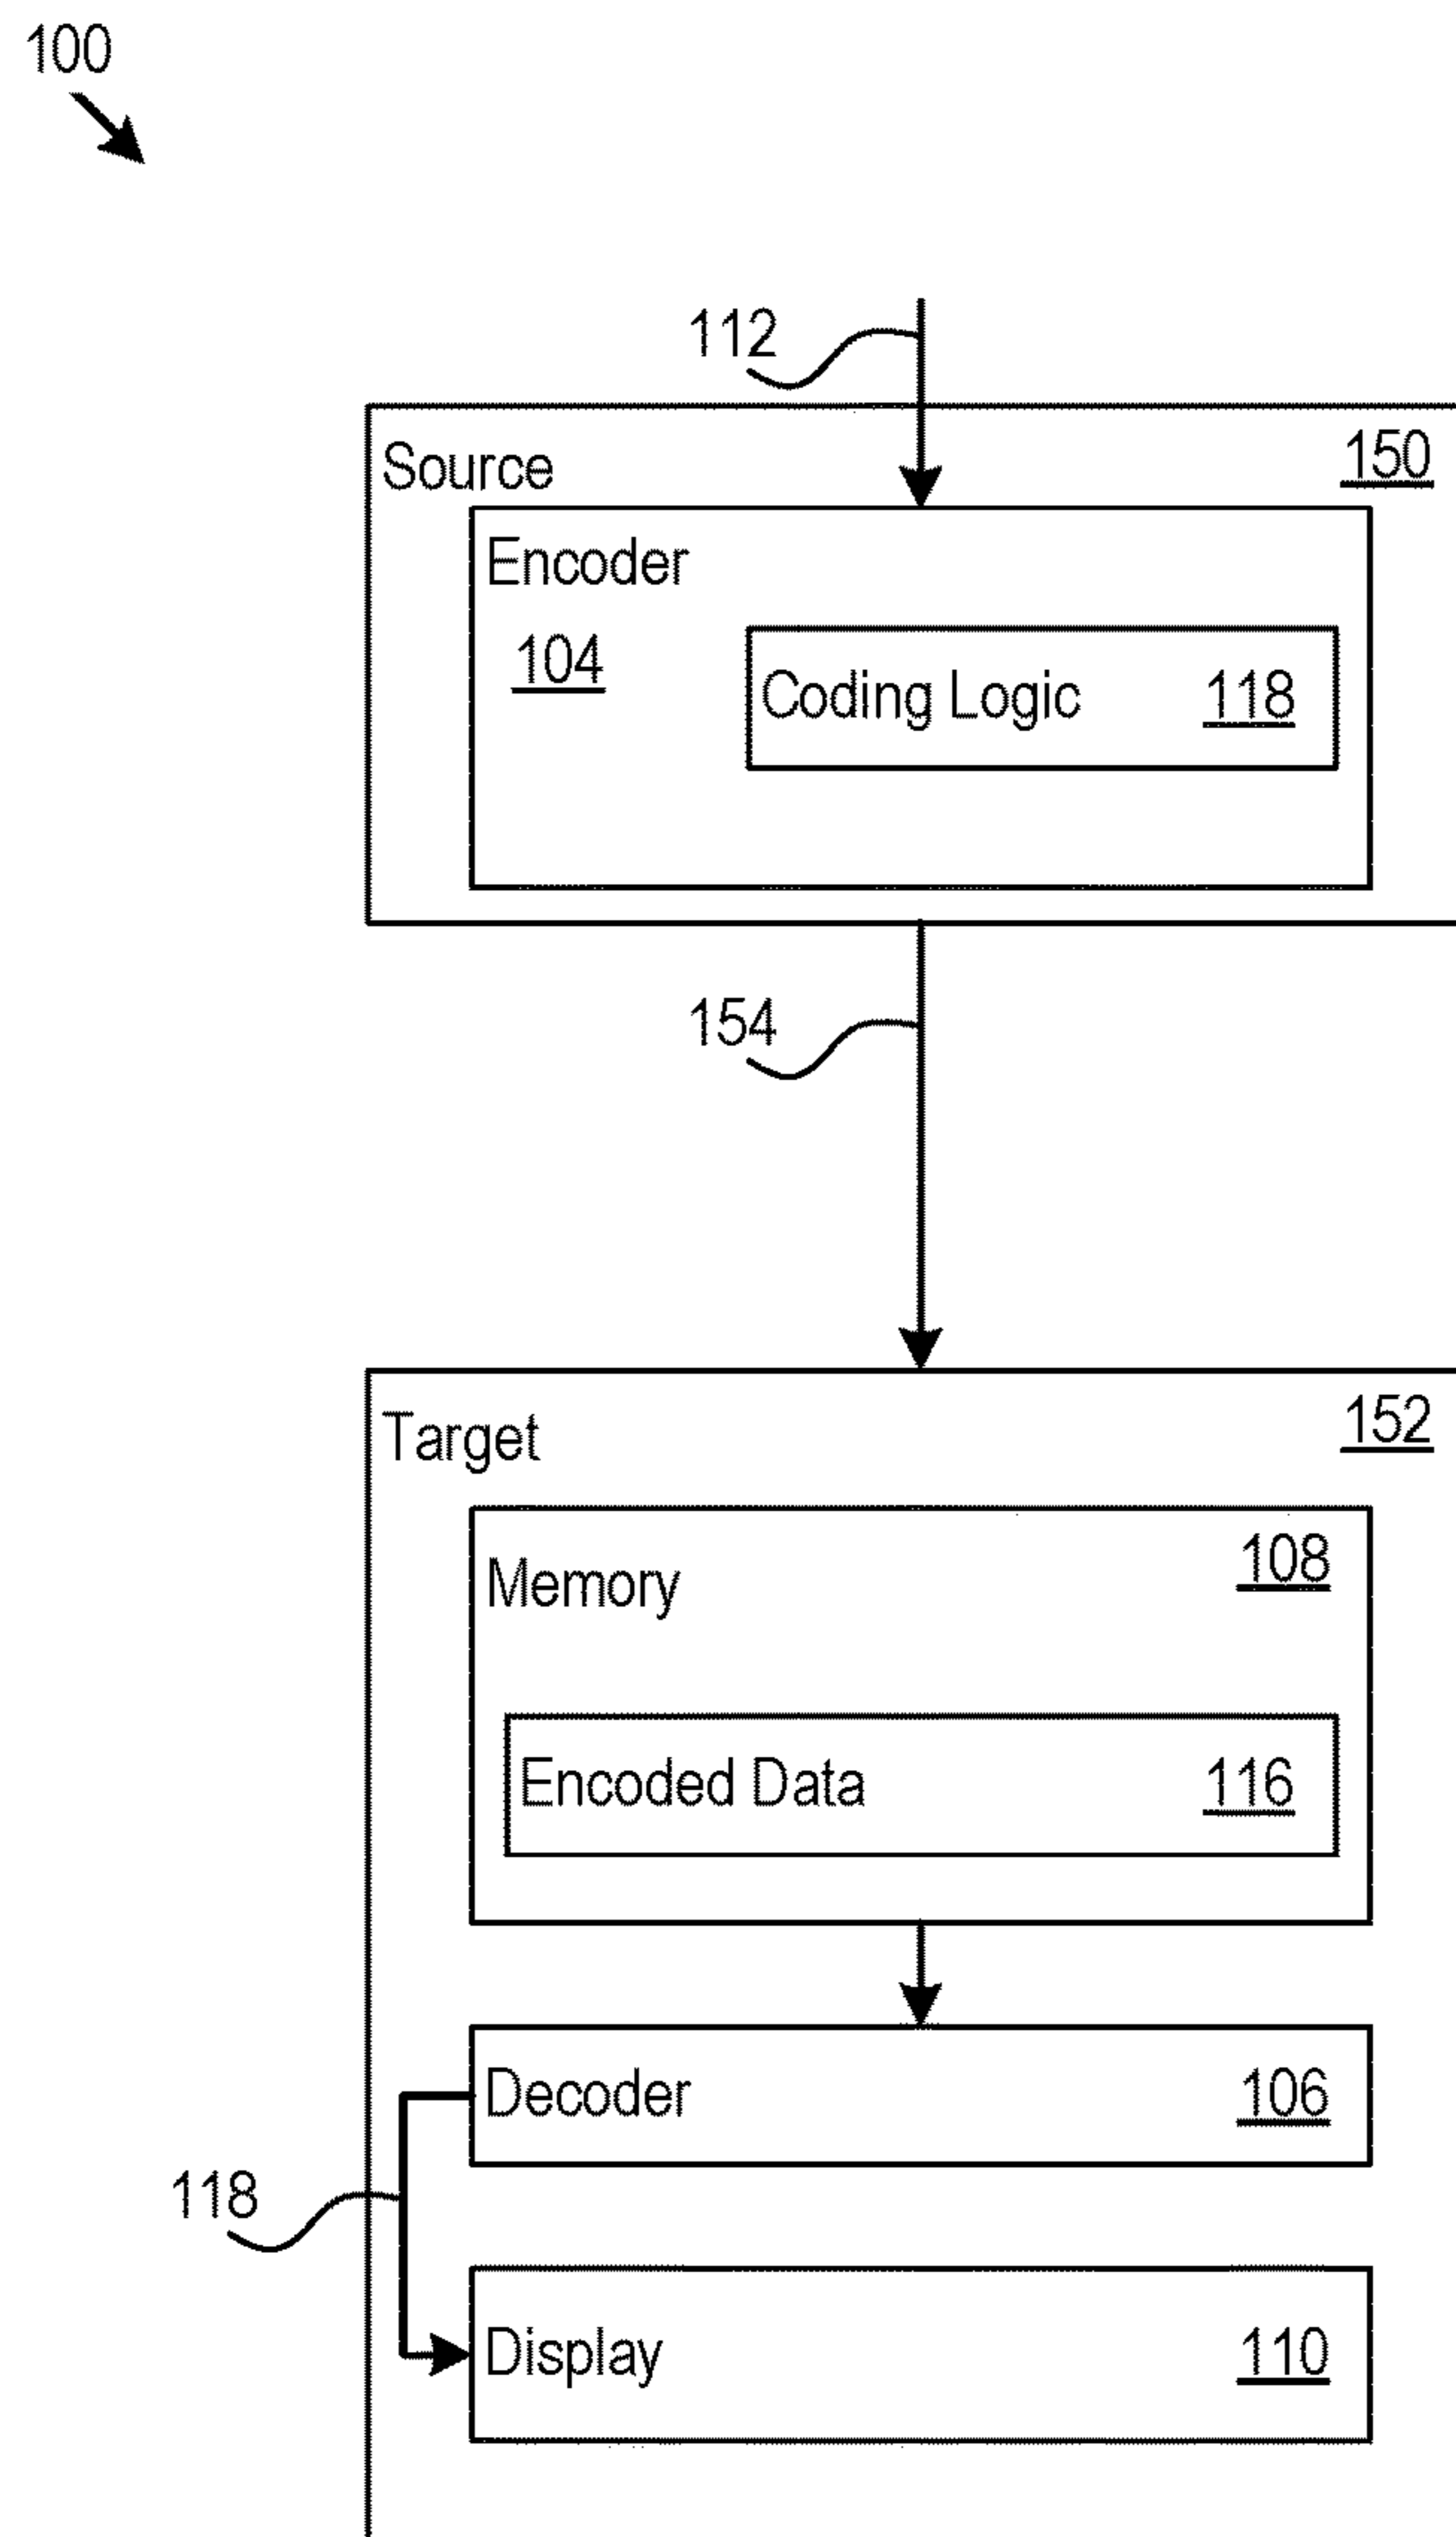 100
112
Source 150
Encoder
104
Coding Logic 118
154
Target 152
Memory 108
Encoded Data 116
Decoder 106
118
Display 110